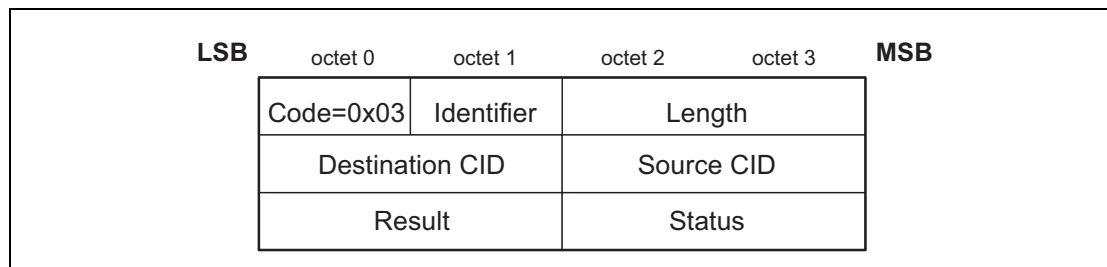 LSB octet 0 octet 1 octet 2 octet 3 MSB
Code=0x03 Identifier Length
Destination CID Source CID
Result Status